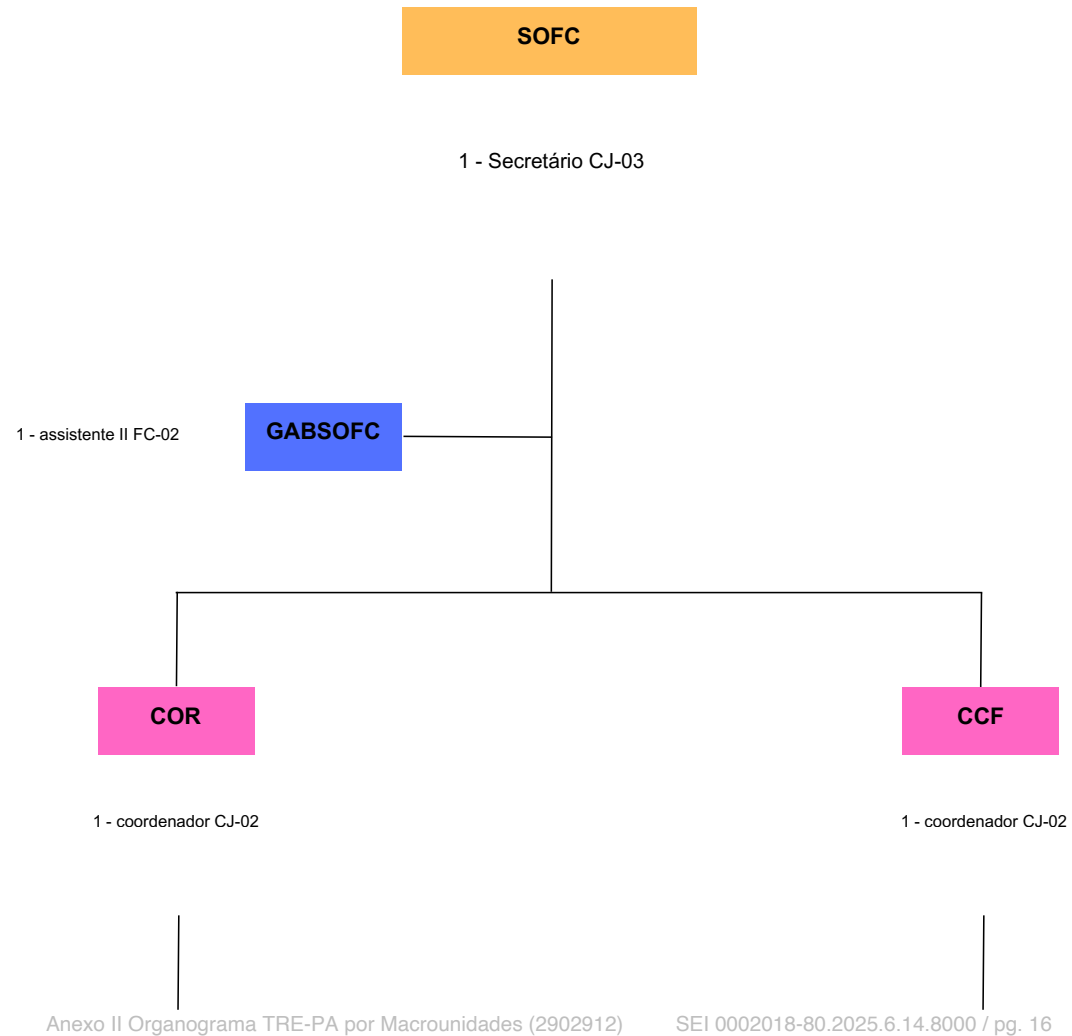 SOFC
1 - Secretário CJ-03
1 - assistente II FC-02
GABSOFC
COR
CCF
1 - coordenador CJ-02
1 - coordenador CJ-02
Anexo II Organograma TRE-PA por Macrounidades (2902912) SEI 0002018-80.2025.6.14.8000 / pg. 16